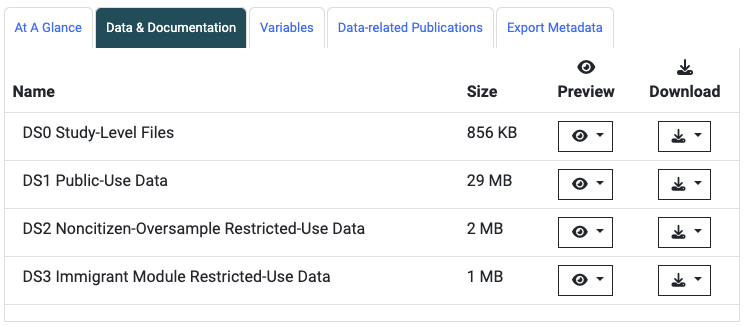 At A Glance
Data & Documentation
Variables
Data-related Publications
Export Metadata
Name Size Preview Download
DS0 Study-Level Files 856 KB
DS1 Public-Use Data 29 MB
DS2 Noncitizen-Oversample Restricted-Use Data 2 MB
DS3 Immigrant Module Restricted-Use Data 1 MB